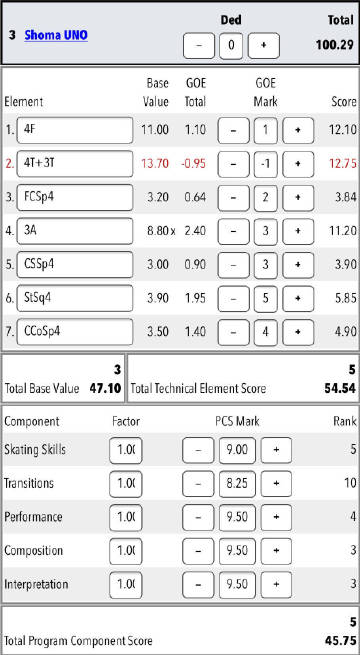 Ded Total
3 Shoma UNO - 0 + 100.29
Base GOE GOE
Element Value Total Mark Score
1. 4F 11.00 1.10 - 1 + 12.10
2. 4T+3T 13.70 -0.95 - -1 + 12.75
3. FCSp4 3.20 0.64 - 2 + 3.84
4. 3A 8.80 x 2.40 - 3 + 11.20
5. CSSp4 3.00 0.90 - 3 + 3.90
6. StSq4 3.90 1.95 - 5 + 5.85
7. CCoSp4 3.50 1.40 - 4 + 4.90
3 5
Total Base Value 47.10 Total Technical Element Score 54.54
Component Factor PCS Mark Rank
Skating Skills 1.00 - 9.00 + 5
Transitions 1.00 - 8.25 + 10
Performance 1.00 - 9.50 + 4
Composition 1.00 - 9.50 + 3
Interpretation 1.00 - 9.50 + 3
5
Total Program Component Score 45.75